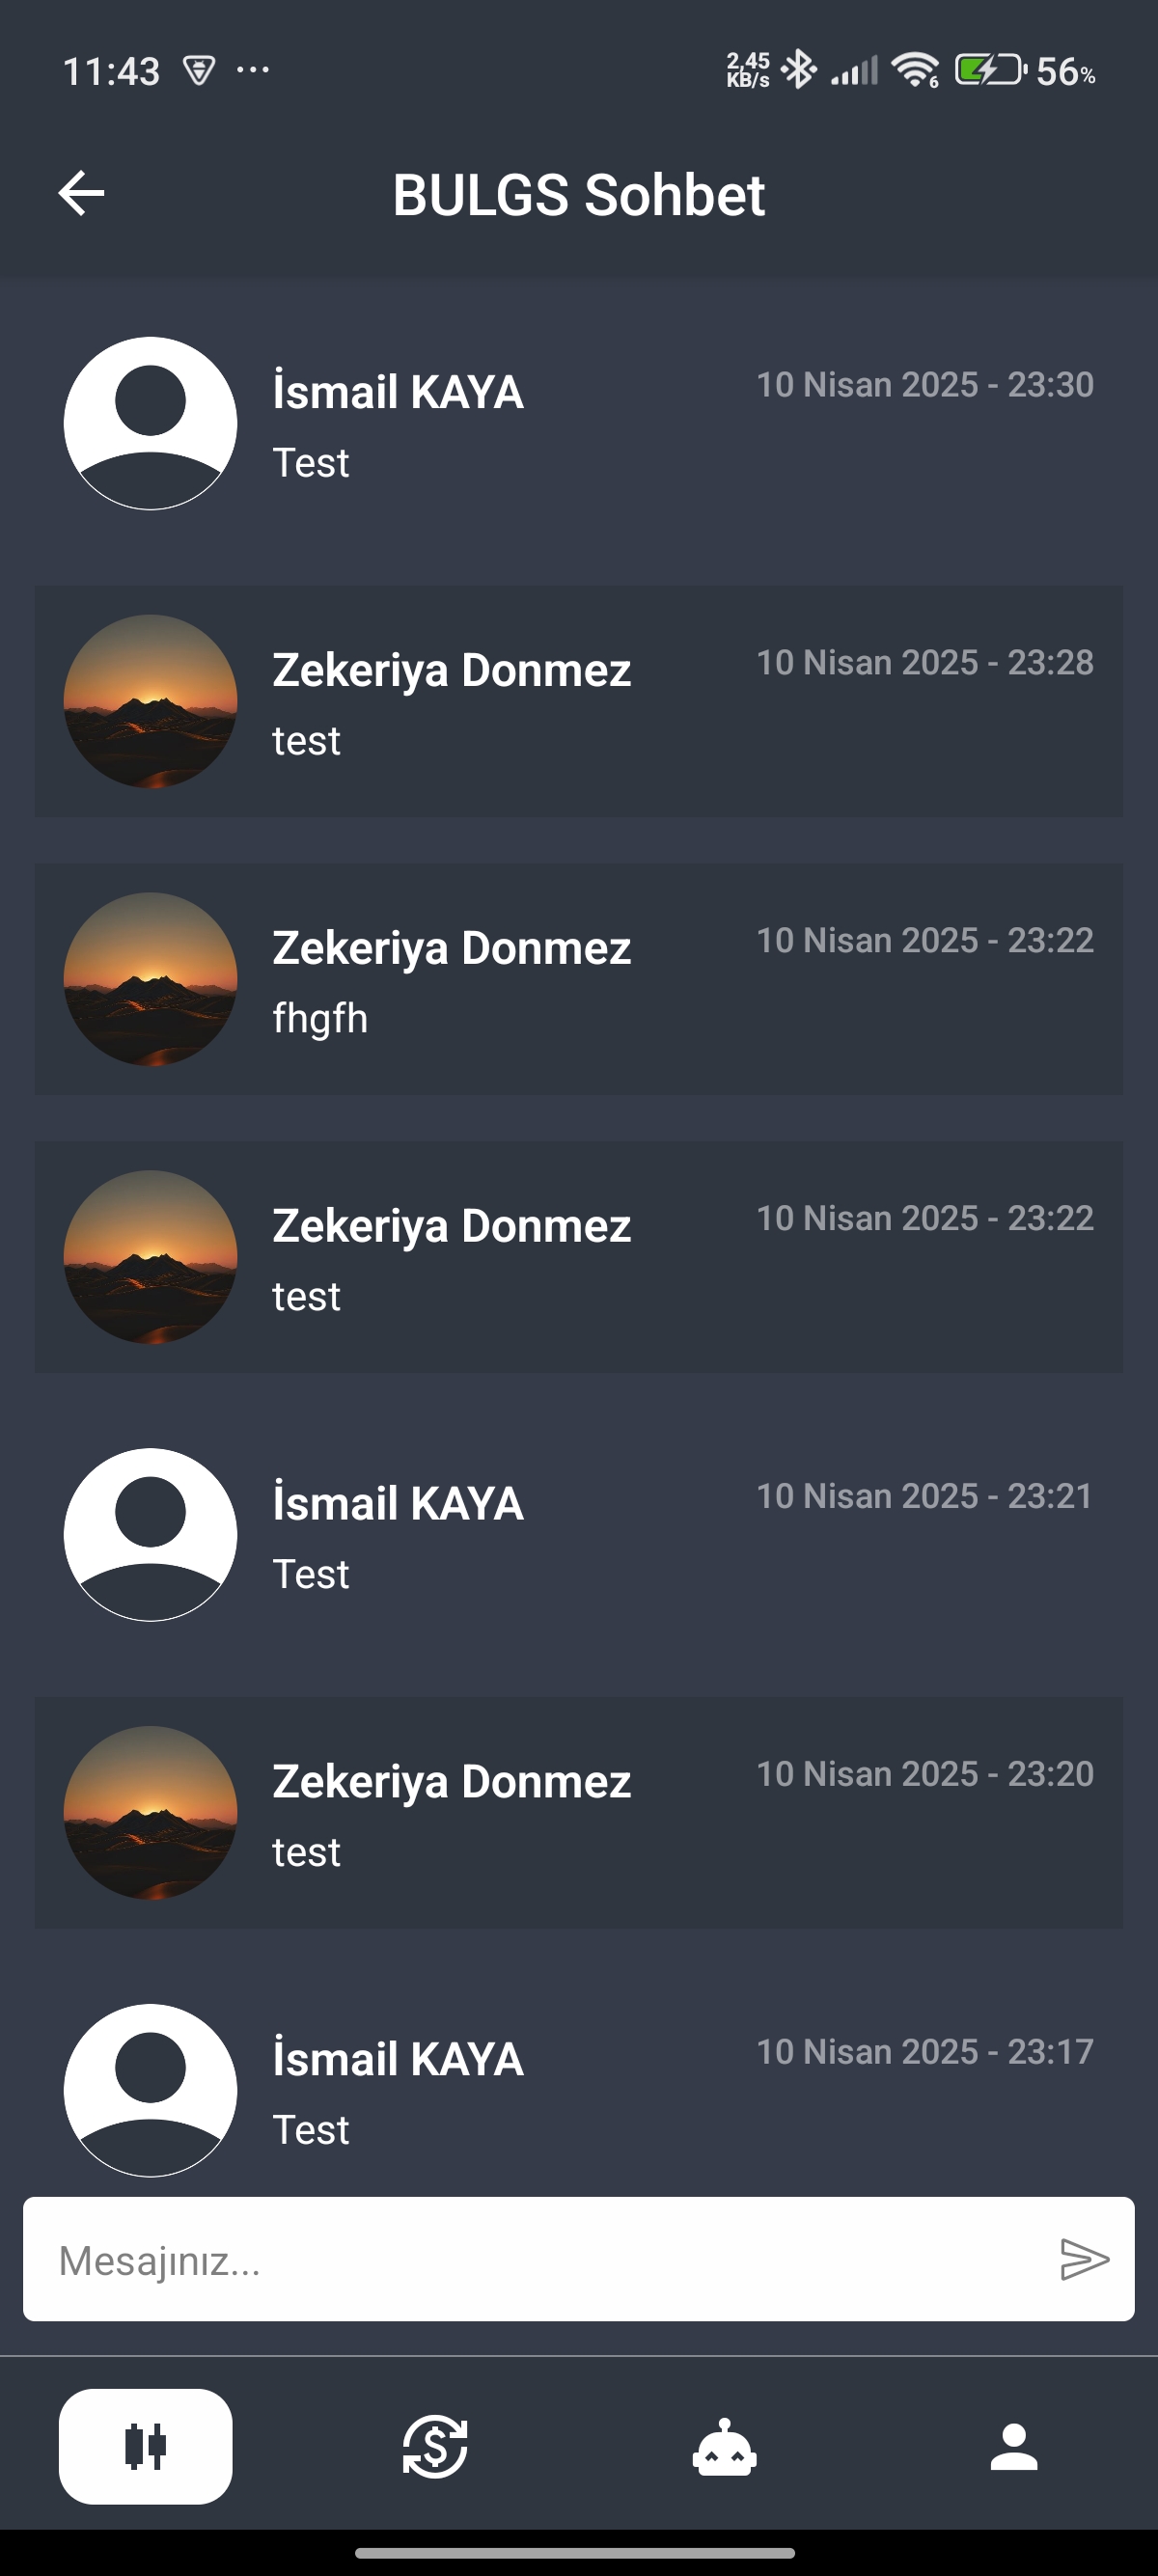 11:43 ... 2,45 KB/s 6 56%
BULGS Sohbet
İsmail KAYA 10 Nisan 2025 - 23:30
Test
Zekeriya Donmez 10 Nisan 2025 - 23:28
test
Zekeriya Donmez 10 Nisan 2025 - 23:22
fhgfh
Zekeriya Donmez 10 Nisan 2025 - 23:22
test
İsmail KAYA 10 Nisan 2025 - 23:21
Test
Zekeriya Donmez 10 Nisan 2025 - 23:20
test
İsmail KAYA 10 Nisan 2025 - 23:17
Test
Mesajınız...